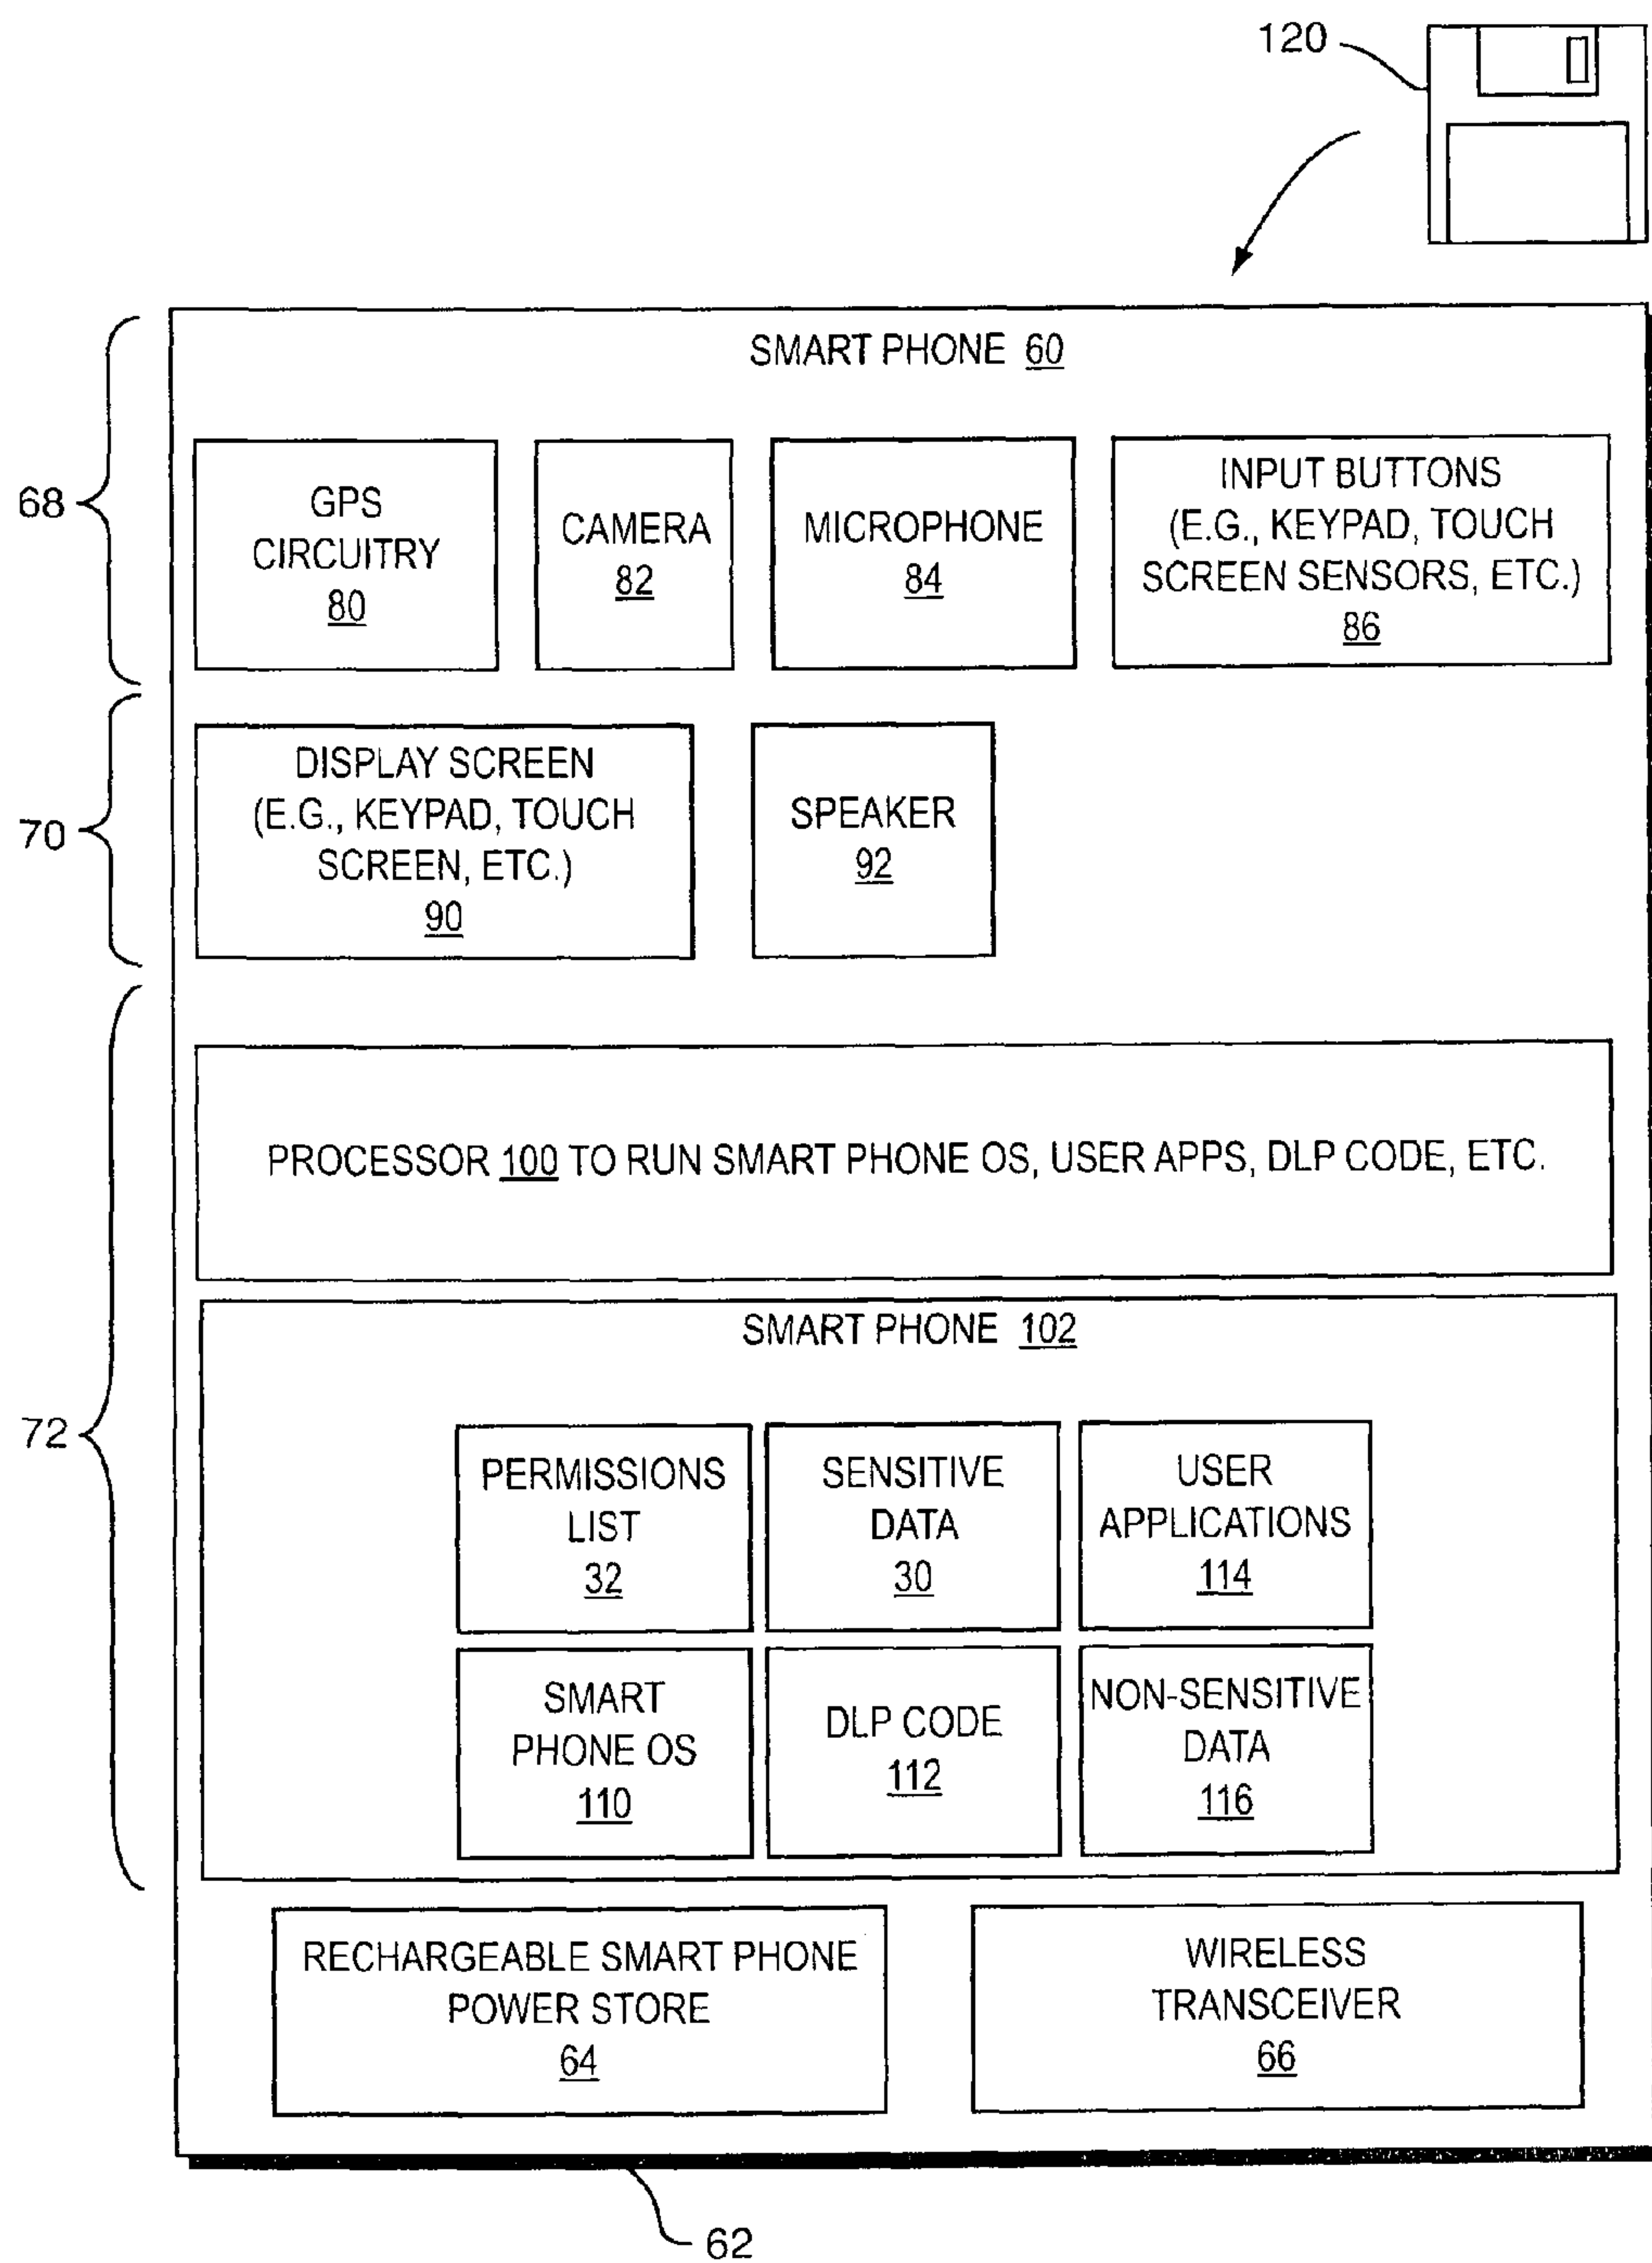 120
SMART PHONE 60
68
GPS
CIRCUITRY
80
CAMERA
82
MICROPHONE
84
INPUT BUTTONS
(E.G., KEYPAD, TOUCH
SCREEN SENSORS, ETC.)
86
70
DISPLAY SCREEN
(E.G., KEYPAD, TOUCH
SCREEN, ETC.)
90
SPEAKER
92
72
PROCESSOR 100 TO RUN SMART PHONE OS, USER APPS, DLP CODE, ETC.
SMART PHONE 102
PERMISSIONS
LIST
32
SENSITIVE
DATA
30
USER
APPLICATIONS
114
SMART
PHONE OS
110
DLP CODE
112
NON-SENSITIVE
DATA
116
RECHARGEABLE SMART PHONE
POWER STORE
64
WIRELESS
TRANSCEIVER
66
62